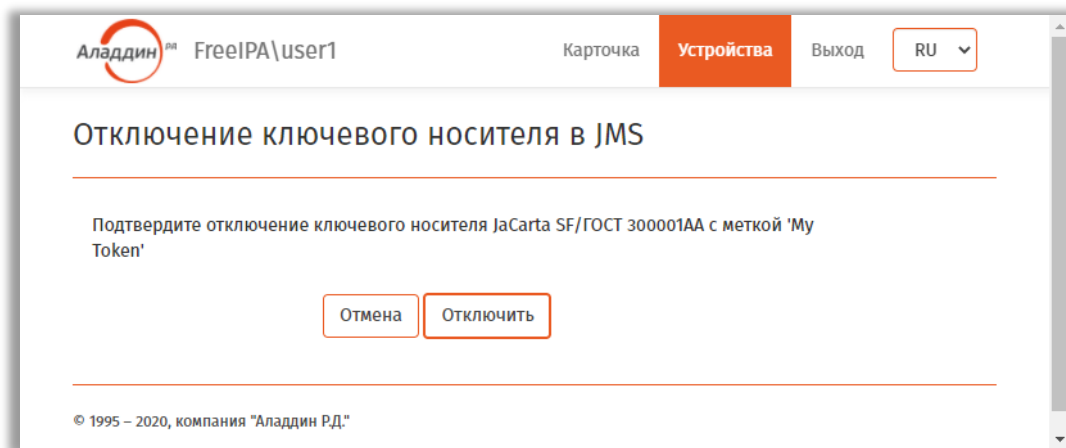 Аладдин РД FreeIPA\user1 Карточка Устройства Выход RU
Отключение ключевого носителя в JMS
Подтвердите отключение ключевого носителя JaCarta SF/ГОСТ 300001AA с меткой 'My
Token'
Отмена Отключить
© 1995 – 2020, компания "Аладдин Р.Д."